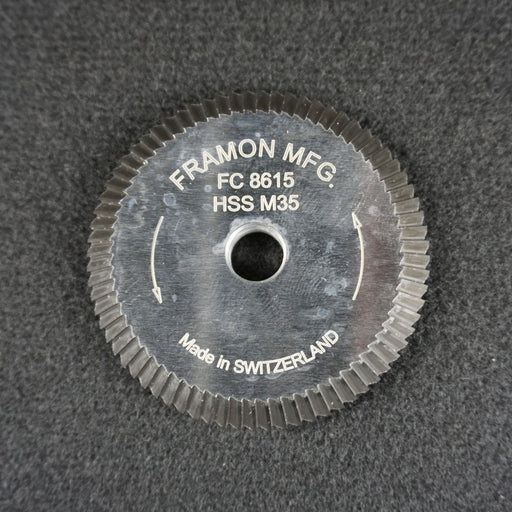 FRAMON MFG.
FC 8615
HSS M35
Made in SWITZERLAND